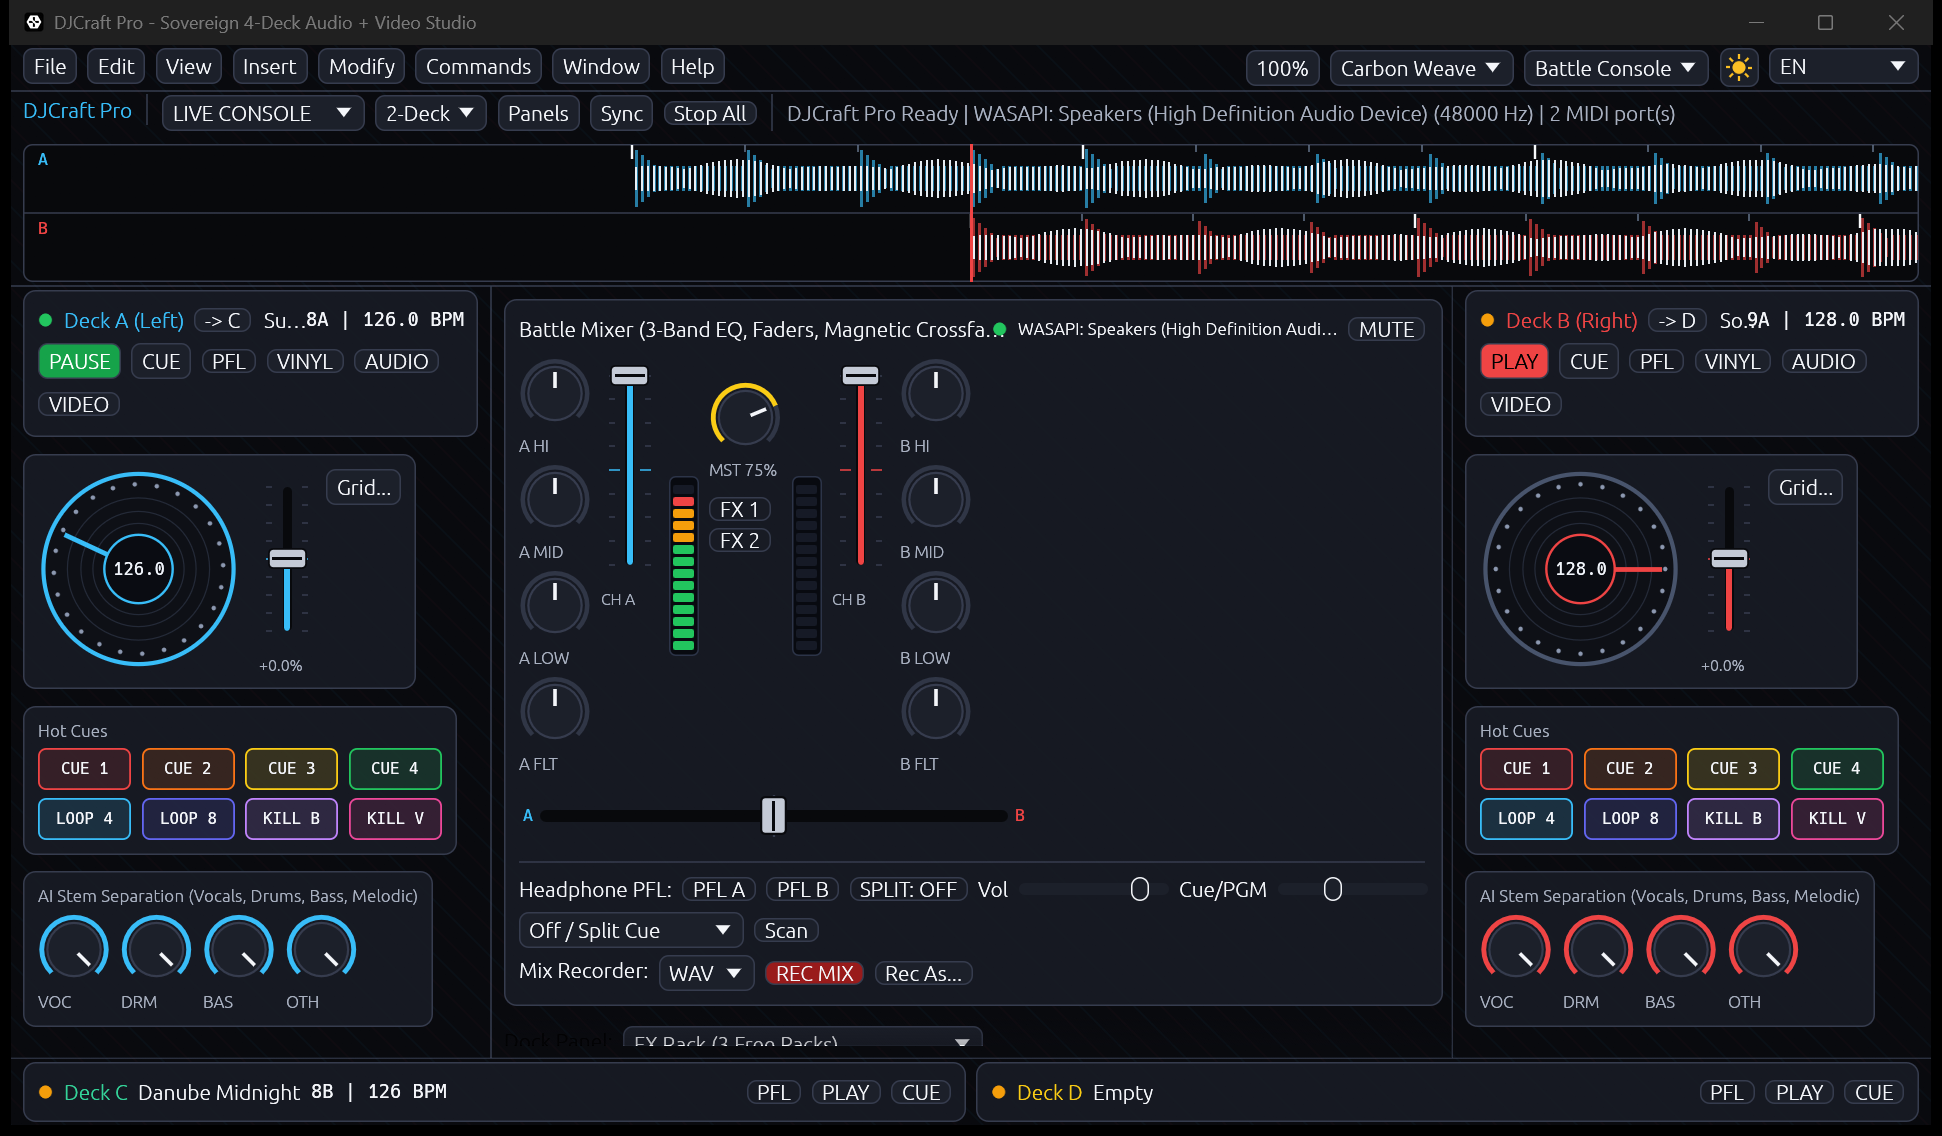 DJCraft Pro - Sovereign 4-Deck Audio + Video Studio
File Edit View Insert Modify Commands Window Help 100% Carbon Weave Battle Console EN
DJCraft Pro LIVE CONSOLE 2-Deck Panels Sync Stop All DJCraft Pro Ready | WASAPI: Speakers (High Definition Audio Device) (48000 Hz) | 2 MIDI port(s)
A
B
Deck A (Left) -> C Su... 8A | 126.0 BPM
PAUSE CUE PFL VINYL AUDIO
VIDEO
Grid...
126.0
+0.0%
Hot Cues
CUE 1 CUE 2 CUE 3 CUE 4
LOOP 4 LOOP 8 KILL B KILL V
AI Stem Separation (Vocals, Drums, Bass, Melodic)
VOC DRM BAS OTH
Battle Mixer (3-Band EQ, Faders, Magnetic Crossfa... WASAPI: Speakers (High Definition Audi... MUTE
A HI B HI
MST 75%
FX 1
FX 2
A MID B MID
CH A CH B
A LOW B LOW
A FLT B FLT
A B
Headphone PFL: PFL A PFL B SPLIT: OFF Vol Cue/PGM
Off / Split Cue Scan
Mix Recorder: WAV REC MIX Rec As...
Dock Panel: FX Rack (3 Free Racks)
Deck B (Right) -> D So... 9A | 128.0 BPM
PLAY CUE PFL VINYL AUDIO
VIDEO
Grid...
128.0
+0.0%
Hot Cues
CUE 1 CUE 2 CUE 3 CUE 4
LOOP 4 LOOP 8 KILL B KILL V
AI Stem Separation (Vocals, Drums, Bass, Melodic)
VOC DRM BAS OTH
Deck C Danube Midnight 8B | 126 BPM PFL PLAY CUE
Deck D Empty PFL PLAY CUE